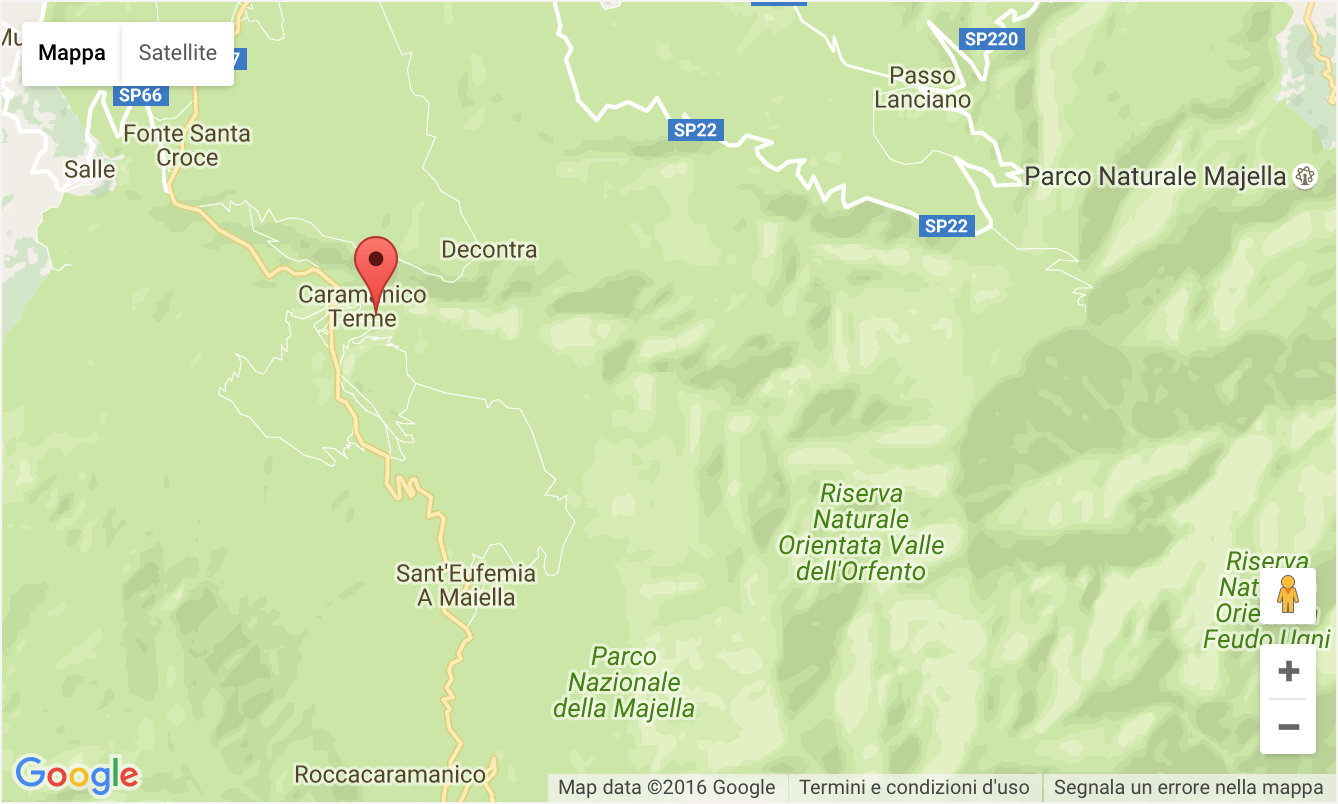 Mappa
Satellite
7
SP220
SP66
Passo
Lanciano
SP22
Fonte Santa
Croce
Salle
Parco Naturale Majella
SP22
Decontra
Caramanico
Terme
Riserva
Naturale
Orientata Valle
dell'Orfento
Riserva
Feudo Ugni
Sant'Eufemia
A Maiella
Parco
Nazionale
della Majella
Roccacaramanico
Google
Map data ©2016 Google
Termini e condizioni d'uso
Segnala un errore nella mappa